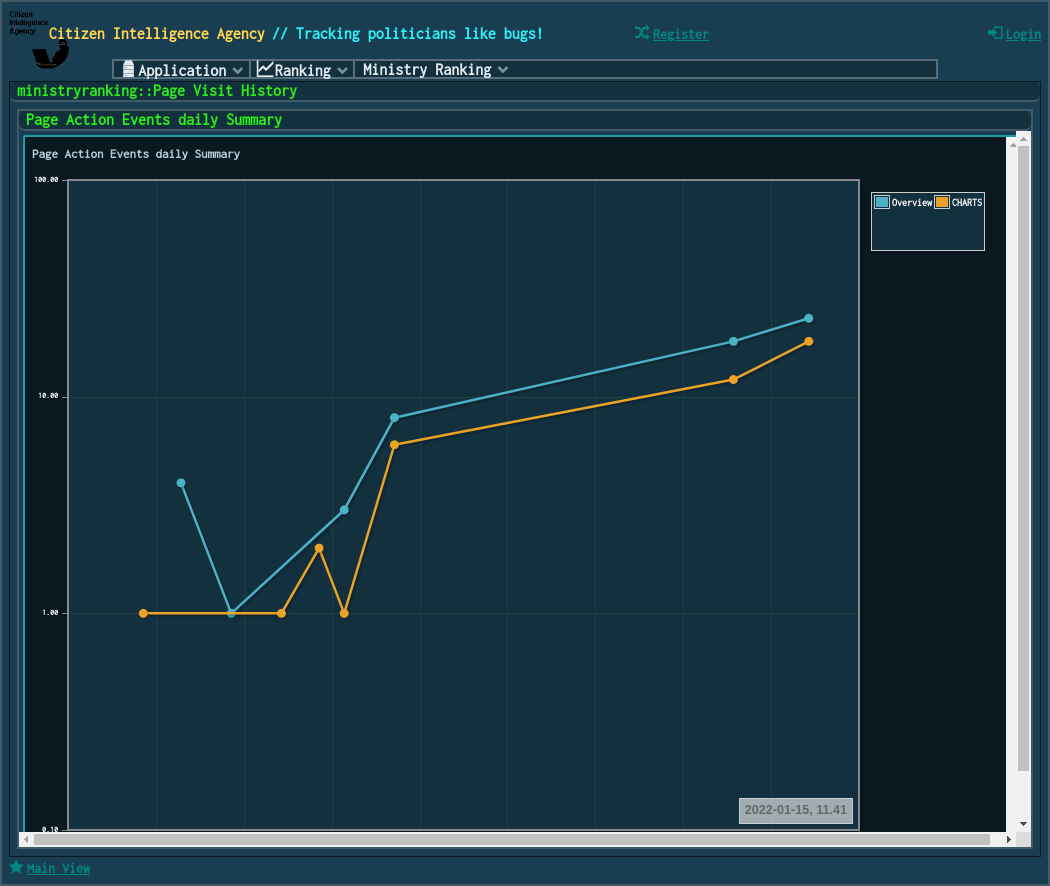 Citizen
Intelligence
Agency
Citizen Intelligence Agency // Tracking politicians like bugs!
Register
Login
Application
Ranking
Ministry Ranking
ministryranking::Page Visit History
Page Action Events daily Summary
Page Action Events daily Summary
100.00
Overview CHARTS
10.00
1.00
2022-01-15, 11.41
0.10
Main View